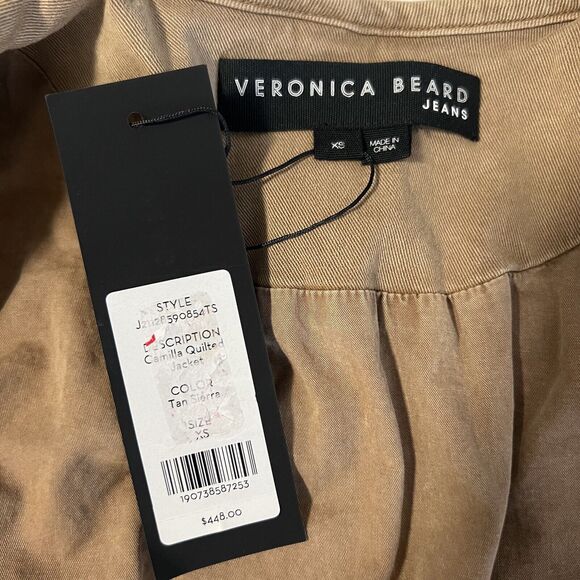 VERONICA BEARD
JEANS
XS
MADE IN
CHINA
STYLE
DESCRIPTION
Camilla Quilted
Jacket
COLOR
Tan Sierra
SIZE
XS
190738587253
$448.00